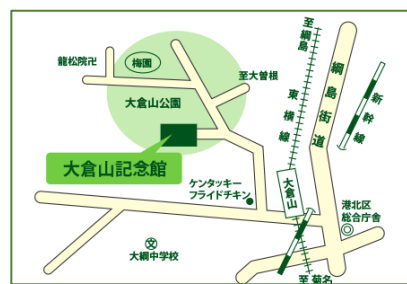 至綱島
龍松院卍
梅園
至大曽根
大倉山公園
東横線
綱島街道
新幹線
大倉山記念館
ケンタッキー
フライドチキン
大倉山
港北区
総合庁舎
文
大綱中学校
至菊名